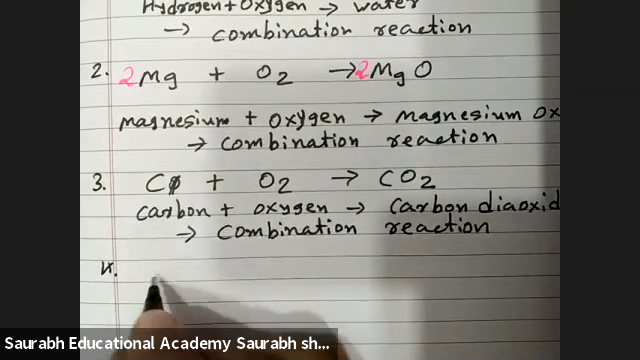 Hydrogen + Oxygen → water
→ combination reaction
2. 2Mg + O2 → 2MgO
magnesium + Oxygen → magnesium ox
→ combination reaction
3. C + O2 → CO2
carbon + oxygen → Carbon diaoxid
→ combination reaction
4.
Saurabh Educational Academy Saurabh sh...